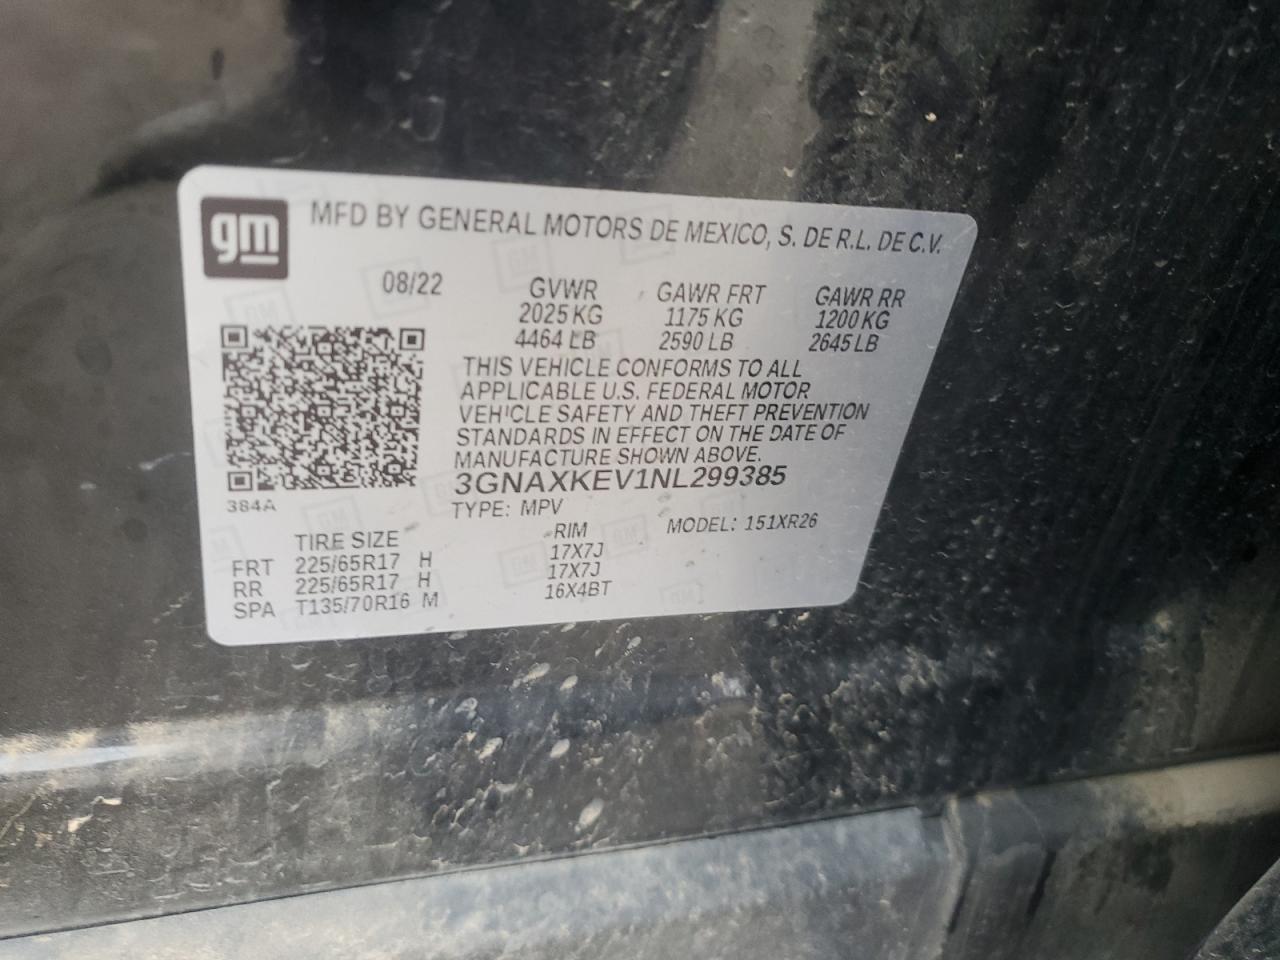 gm
MFD BY GENERAL MOTORS DE MEXICO, S. DE R.L. DE C.V.
08/22 GVWR GAWR FRT GAWR RR
2025 KG 1175 KG 1200 KG
4464 LB 2590 LB 2645 LB
THIS VEHICLE CONFORMS TO ALL
APPLICABLE U.S. FEDERAL MOTOR
VEHICLE SAFETY AND THEFT PREVENTION
STANDARDS IN EFFECT ON THE DATE OF
MANUFACTURE SHOWN ABOVE.
3GNAXKEV1NL299385
384A
TYPE: MPV MODEL: 151XR26
TIRE SIZE RIM
FRT 225/65R17 H 17X7J
RR 225/65R17 H 17X7J
SPA T135/70R16 M 16X4BT